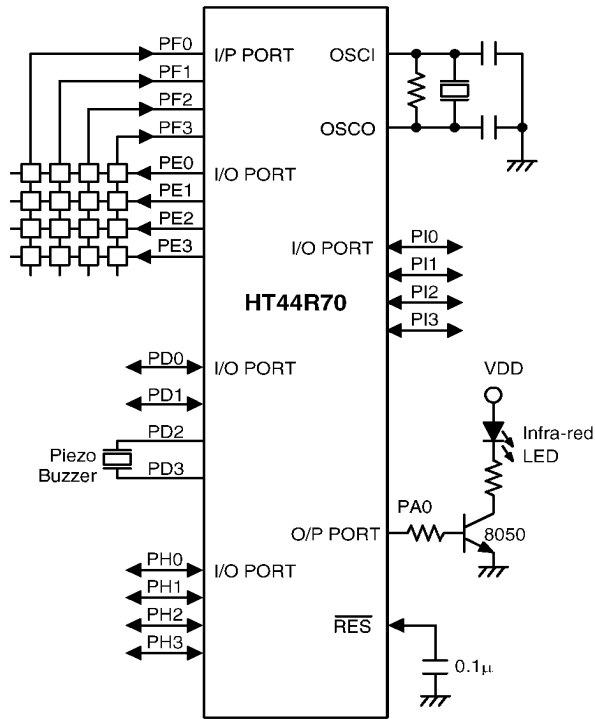 PF0
I/P PORT
OSCI
PF1
PF2
PF3
OSCO
PE0
I/O PORT
PE1
PE2
PE3
I/O PORT
PI0
PI1
PI2
PI3
HT44R70
PD0
I/O PORT
PD1
PD2
PD3
Piezo
Buzzer
VDD
Infra-red
LED
PA0
O/P PORT
8050
PH0
I/O PORT
PH1
PH2
PH3
RES
0.1μ